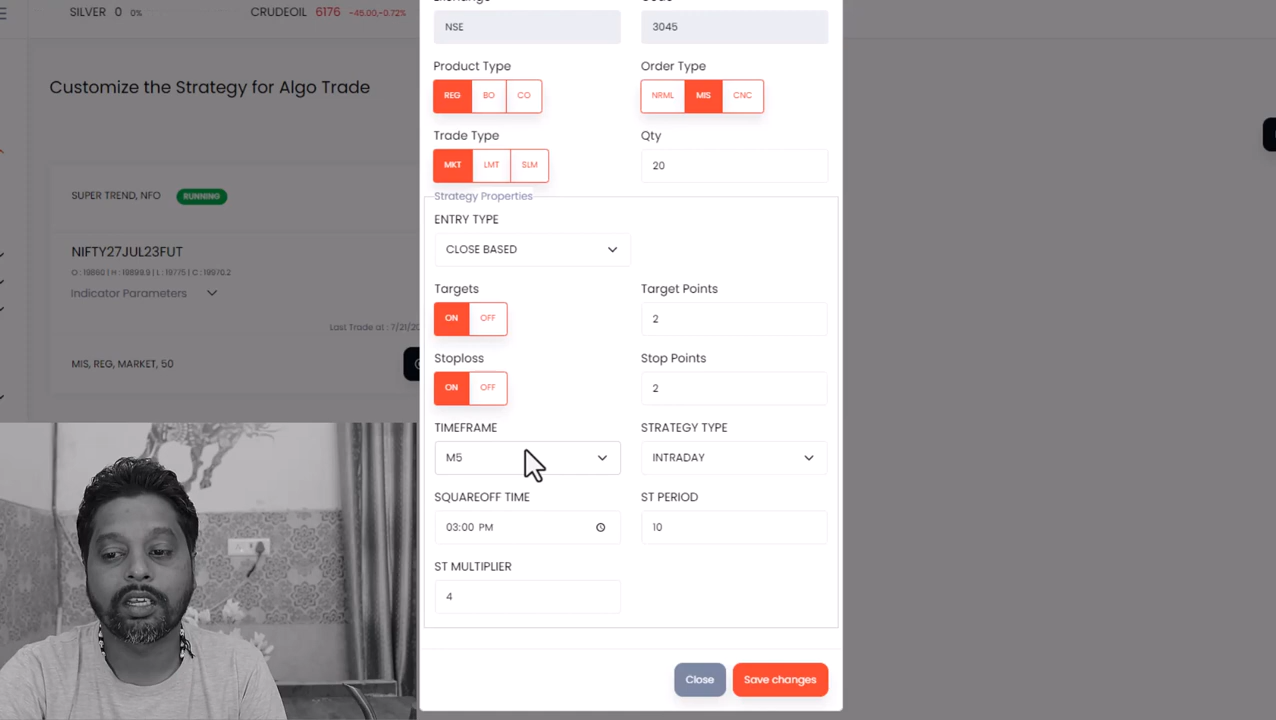 SILVER 0 0% CRUDEOIL 6176 -45.00,-0.72%
Customize the Strategy for Algo Trade
SUPER TREND, NFO RUNNING
NIFTY27JUL23FUT
O : 19860 | H : 19899.9 | L : 19775 | C : 19970.2
Indicator Parameters
Last Trade at : 7/21/20
MIS, REG, MARKET, 50
NSE 3045
Product Type Order Type
REG BO CO NRML MIS CNC
Trade Type Qty
MKT LMT SLM 20
Strategy Properties
ENTRY TYPE
CLOSE BASED
Targets Target Points
ON OFF 2
Stoploss Stop Points
ON OFF 2
TIMEFRAME STRATEGY TYPE
M5 INTRADAY
SQUAREOFF TIME ST PERIOD
03:00 PM 10
ST MULTIPLIER
4
Close Save changes